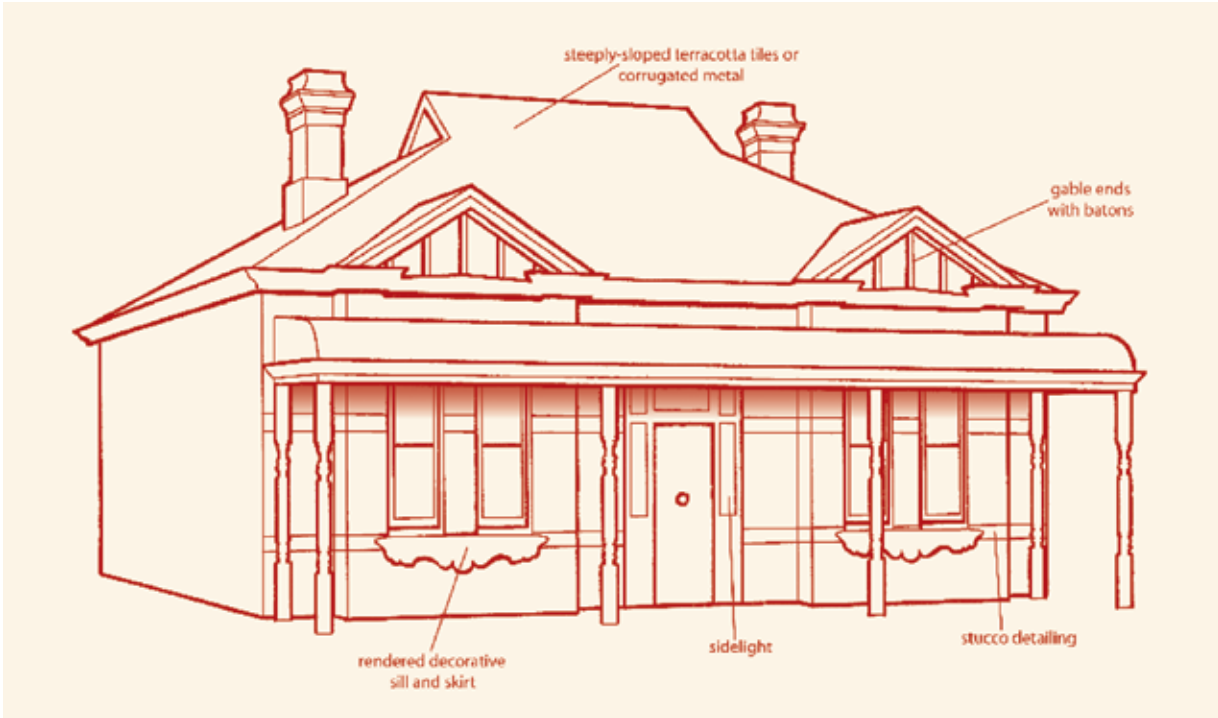 steeply-sloped terracotta tiles or
corrugated metal
gable ends
with batons
rendered decorative
sill and skirt
sidelight
stucco detailing